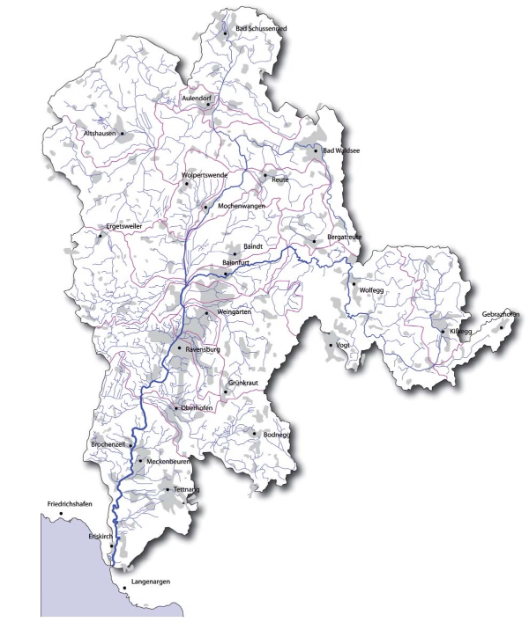 Bad Schussenried
Aulendorf
Altshausen
Bad Waldsee
Wolpertswende
Reute
Mochenwangen
Ergetsweiler
Bergatreute
Baindt
Baienfurt
Wolfegg
Weingarten
Gebrazhofen
Kißlegg
Vogt
Ravensburg
Grünkraut
Oberhofen
Bodnegg
Brochenzell
Meckenbeuren
Tettnang
Friedrichshafen
Eriskirch
Langenargen